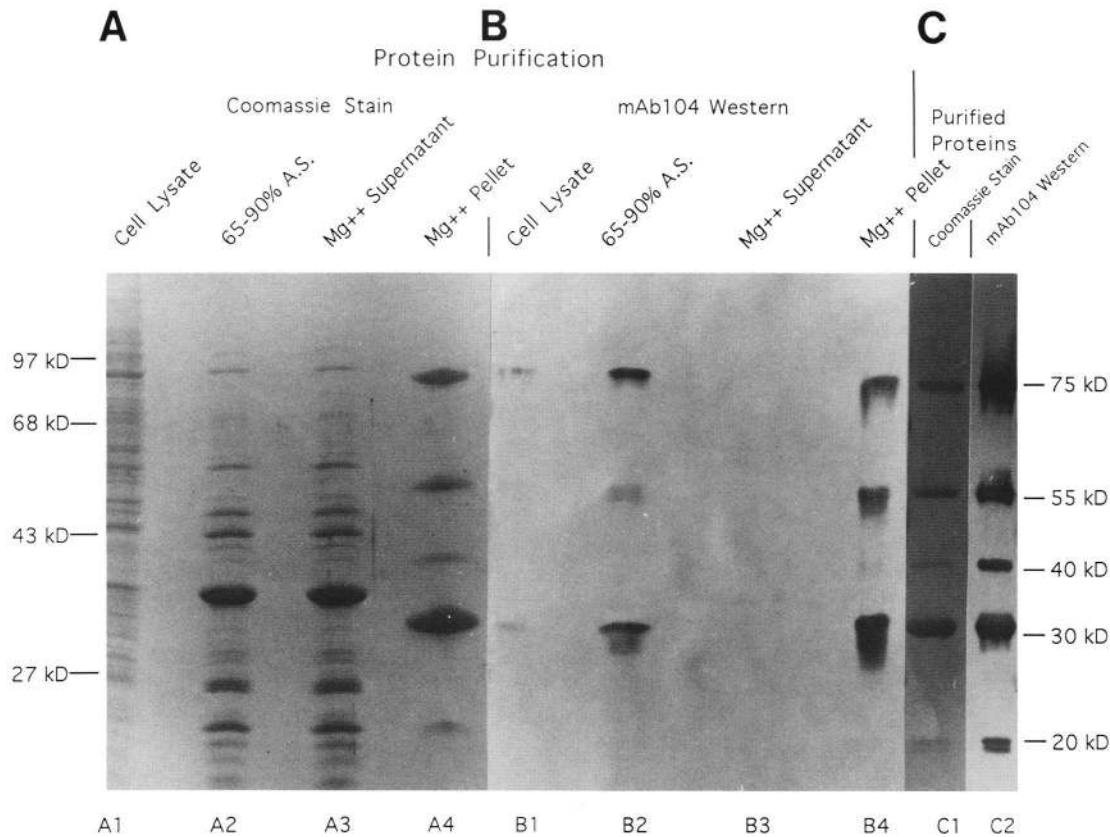 A B C
Protein Purification
Coomassie Stain
mAb104 Western
Purified
Proteins
Cell Lysate
65-90% A.S.
Mg++ Supernatant
Mg++ Pellet
Cell Lysate
65-90% A.S.
Mg++ Supernatant
Mg++ Pellet
Coomassie Stain
mAb104 Western
97 kD
68 kD
43 kD
27 kD
75 kD
55 kD
40 kD
30 kD
20 kD
A1 A2 A3 A4 B1 B2 B3 B4 C1 C2